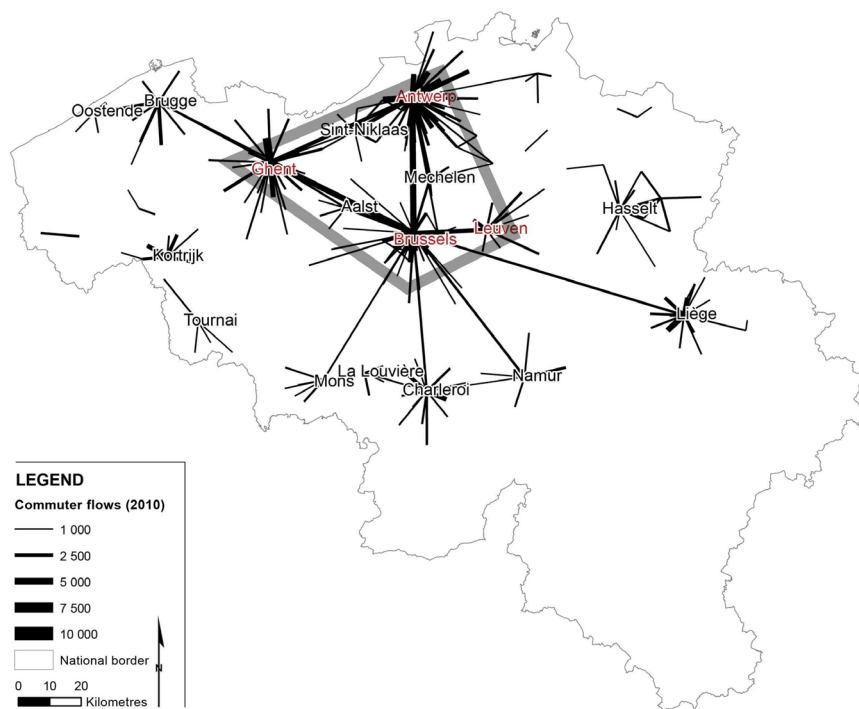 Antwerp
Brugge
Oostende
Sint-Niklaas
Ghent
Mechelen
Aalst
Hasselt
Leuven
Brussels
Kortrijk
Liège
Tournai
La Louvière
Namur
Mons
Charleroi
LEGEND
Commuter flows (2010)
1 000
2 500
5 000
7 500
10 000
National border
N
0 10 20
Kilometres